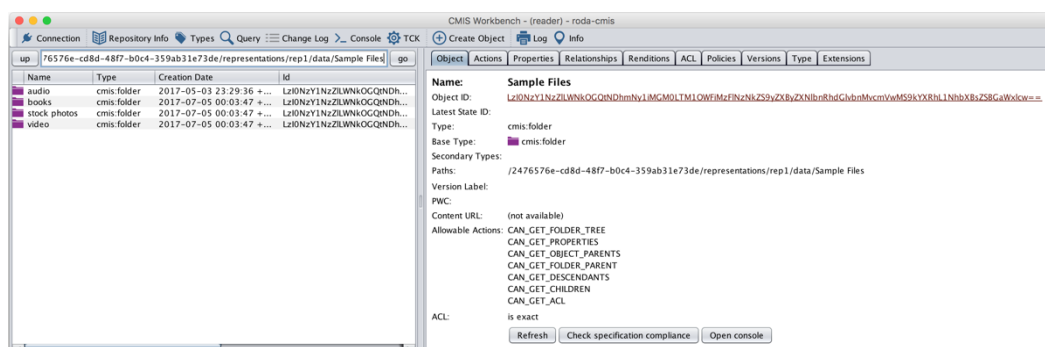 CMIS Workbench - (reader) - roda-cmis
Connection Repository Info Types Query Change Log Console TCK Create Object Log Info
up 76576e-cd8d-48f7-b0c4-359ab31e73de/representations/rep1/data/Sample Files go
Name Type Creation Date Id
audio cmis:folder 2017-05-03 23:29:36 +... LzI0NzY1NzZlLWNkOGQtNDh...
books cmis:folder 2017-07-05 00:03:47 +... LzI0NzY1NzZlLWNkOGQtNDh...
stock photos cmis:folder 2017-07-05 00:03:47 +... LzI0NzY1NzZlLWNkOGQtNDh...
video cmis:folder 2017-07-05 00:03:47 +... LzI0NzY1NzZlLWNkOGQtNDh...
Object Actions Properties Relationships Renditions ACL Policies Versions Type Extensions
Name: Sample Files
Object ID:
Latest State ID:
Type: cmis:folder
Base Type: cmis:folder
Secondary Types:
Paths: /2476576e-cd8d-48f7-b0c4-359ab31e73de/representations/rep1/data/Sample Files
Version Label:
PWC:
Content URL: (not available)
Allowable Actions: CAN_GET_FOLDER_TREE
CAN_GET_PROPERTIES
CAN_GET_OBJECT_PARENTS
CAN_GET_FOLDER_PARENT
CAN_GET_DESCENDANTS
CAN_GET_CHILDREN
CAN_GET_ACL
ACL: is exact
Refresh Check specification compliance Open console